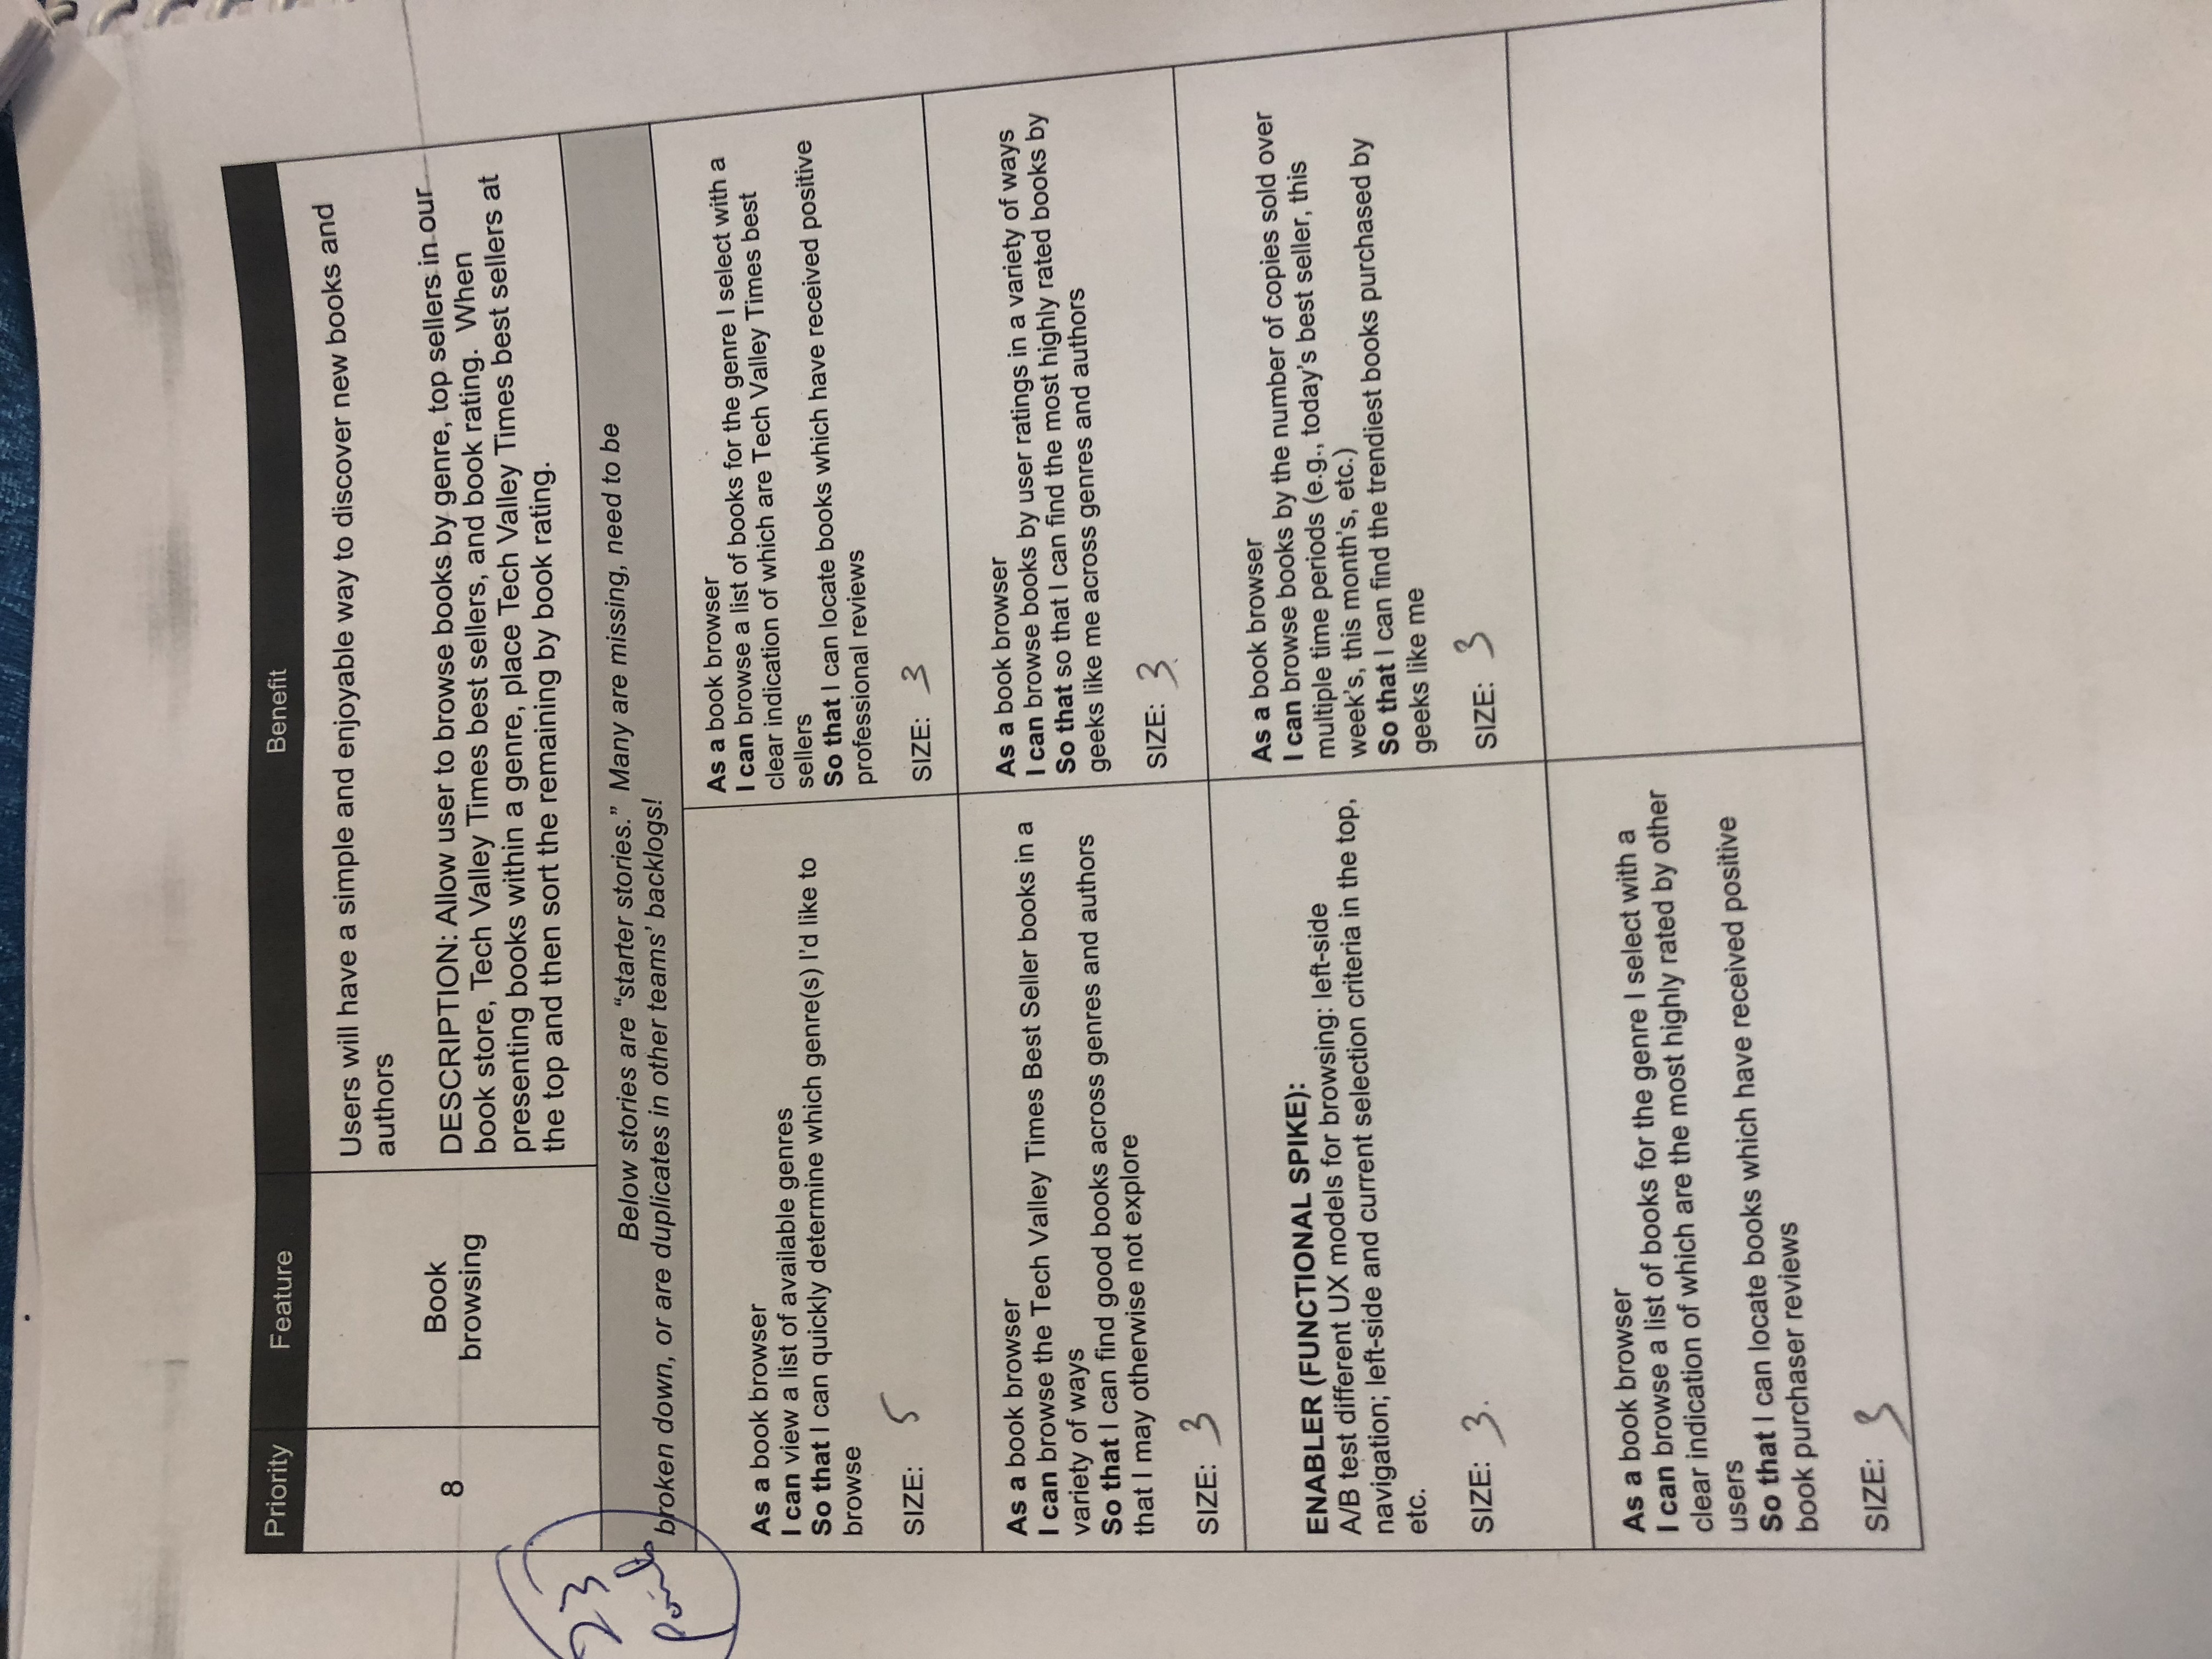 Priority Feature Benefit
8
Book
browsing
Users will have a simple and enjoyable way to discover new books and
authors
DESCRIPTION: Allow user to browse books by genre, top sellers in our
book store, Tech Valley Times best sellers, and book rating. When
presenting books within a genre, place Tech Valley Times best sellers at
the top and then sort the remaining by book rating.
23
Points
Below stories are “starter stories.” Many are missing, need to be
broken down, or are duplicates in other teams’ backlogs!
As a book browser
I can view a list of available genres
So that I can quickly determine which genre(s) I’d like to
browse
SIZE: 5
As a book browser
I can browse a list of books for the genre I select with a
clear indication of which are Tech Valley Times best
sellers
So that I can locate books which have received positive
professional reviews
SIZE: 3
As a book browser
I can browse the Tech Valley Times Best Seller books in a
variety of ways
So that I can find good books across genres and authors
that I may otherwise not explore
SIZE: 3
As a book browser
I can browse books by user ratings in a variety of ways
So that so that I can find the most highly rated books by
geeks like me across genres and authors
SIZE: 3
ENABLER (FUNCTIONAL SPIKE):
A/B test different UX models for browsing: left-side
navigation; left-side and current selection criteria in the top,
etc.
SIZE: 3.
As a book browser
I can browse books by the number of copies sold over
multiple time periods (e.g., today’s best seller, this
week’s, this month’s, etc.)
So that I can find the trendiest books purchased by
geeks like me
SIZE: 3
As a book browser
I can browse a list of books for the genre I select with a
clear indication of which are the most highly rated by other
users
So that I can locate books which have received positive
book purchaser reviews
SIZE: 3